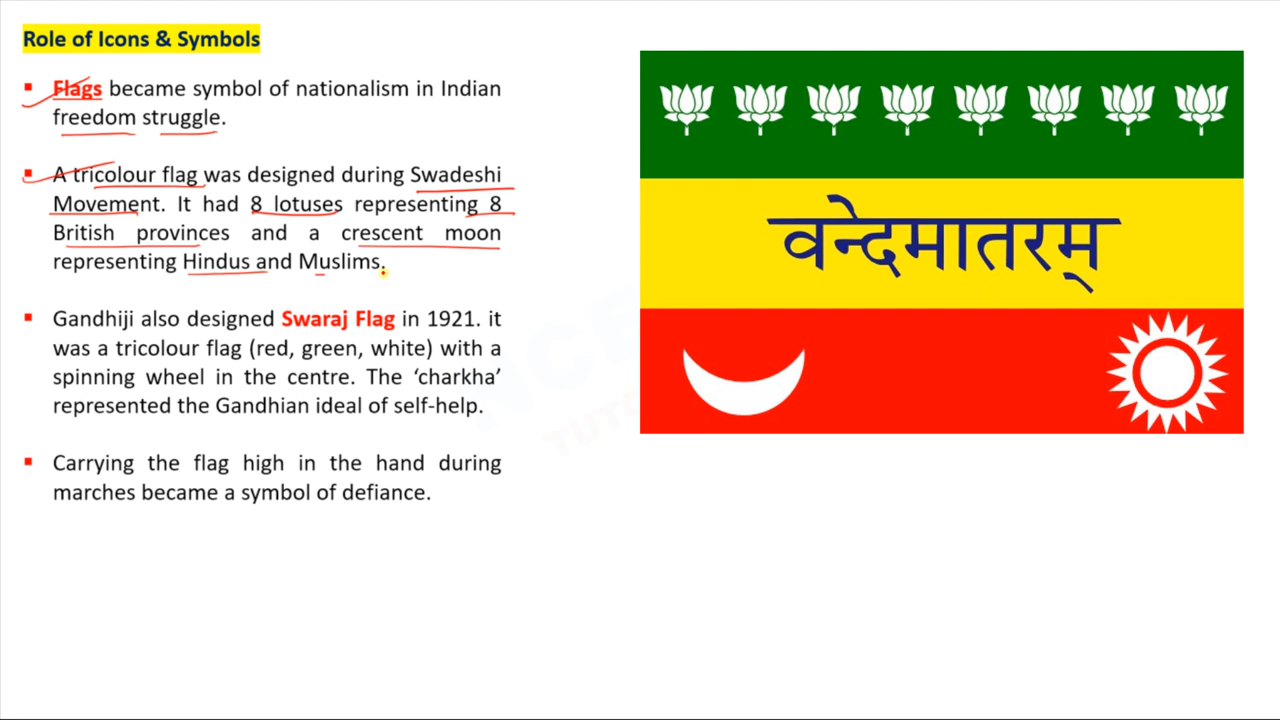 Role of Icons & Symbols
Flags became symbol of nationalism in Indian
freedom struggle.
A tricolour flag was designed during Swadeshi
Movement. It had 8 lotuses representing 8
British provinces and a crescent moon
representing Hindus and Muslims.
Gandhiji also designed Swaraj Flag in 1921. it
was a tricolour flag (red, green, white) with a
spinning wheel in the centre. The ‘charkha’
represented the Gandhian ideal of self-help.
Carrying the flag high in the hand during
marches became a symbol of defiance.
वन्देमातरम्